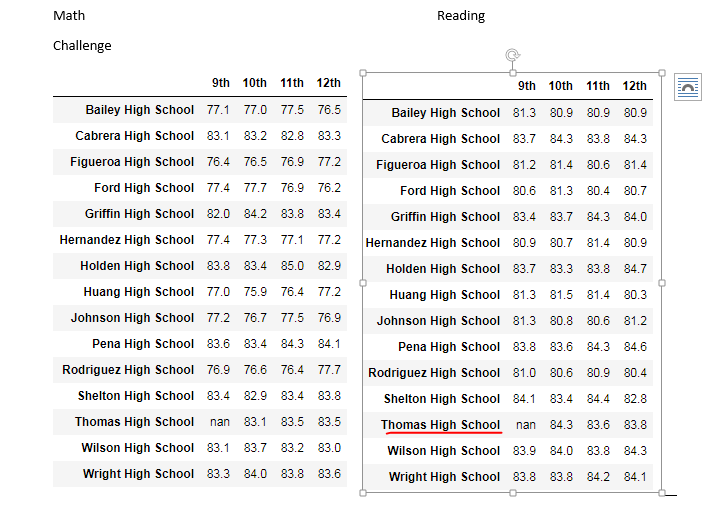 Math
Challenge
9th 10th 11th 12th
Bailey High School 77.1 77.0 77.5 76.5
Cabrera High School 83.1 83.2 82.8 83.3
Figueroa High School 76.4 76.5 76.9 77.2
Ford High School 77.4 77.7 76.9 76.2
Griffin High School 82.0 84.2 83.8 83.4
Hernandez High School 77.4 77.3 77.1 77.2
Holden High School 83.8 83.4 85.0 82.9
Huang High School 77.0 75.9 76.4 77.2
Johnson High School 77.2 76.7 77.5 76.9
Pena High School 83.6 83.4 84.3 84.1
Rodriguez High School 76.9 76.6 76.4 77.7
Shelton High School 83.4 82.9 83.4 83.8
Thomas High School nan 83.1 83.5 83.5
Wilson High School 83.1 83.7 83.2 83.0
Wright High School 83.3 84.0 83.8 83.6
Reading
9th 10th 11th 12th
Bailey High School 81.3 80.9 80.9 80.9
Cabrera High School 83.7 84.3 83.8 84.3
Figueroa High School 81.2 81.4 80.6 81.4
Ford High School 80.6 81.3 80.4 80.7
Griffin High School 83.4 83.7 84.3 84.0
Hernandez High School 80.9 80.7 81.4 80.9
Holden High School 83.7 83.3 83.8 84.7
Huang High School 81.3 81.5 81.4 80.3
Johnson High School 81.3 80.8 80.6 81.2
Pena High School 83.8 83.6 84.3 84.6
Rodriguez High School 81.0 80.6 80.9 80.4
Shelton High School 84.1 83.4 84.4 82.8
Thomas High School nan 84.3 83.6 83.8
Wilson High School 83.9 84.0 83.8 84.3
Wright High School 83.8 83.8 84.2 84.1